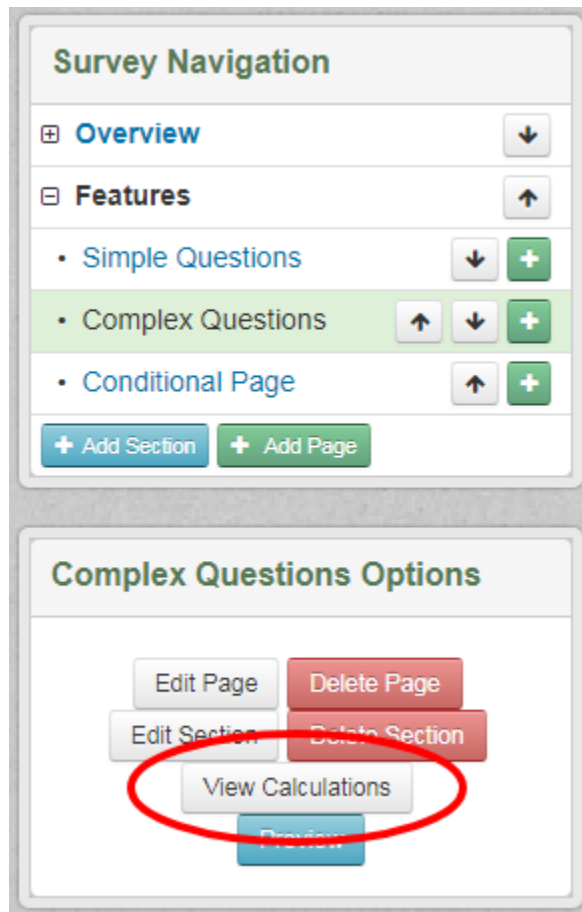 Survey Navigation
Overview
Features
• Simple Questions
• Complex Questions
• Conditional Page
+ Add Section + Add Page
Complex Questions Options
Edit Page Delete Page
Edit Section Delete Section
View Calculations
Preview